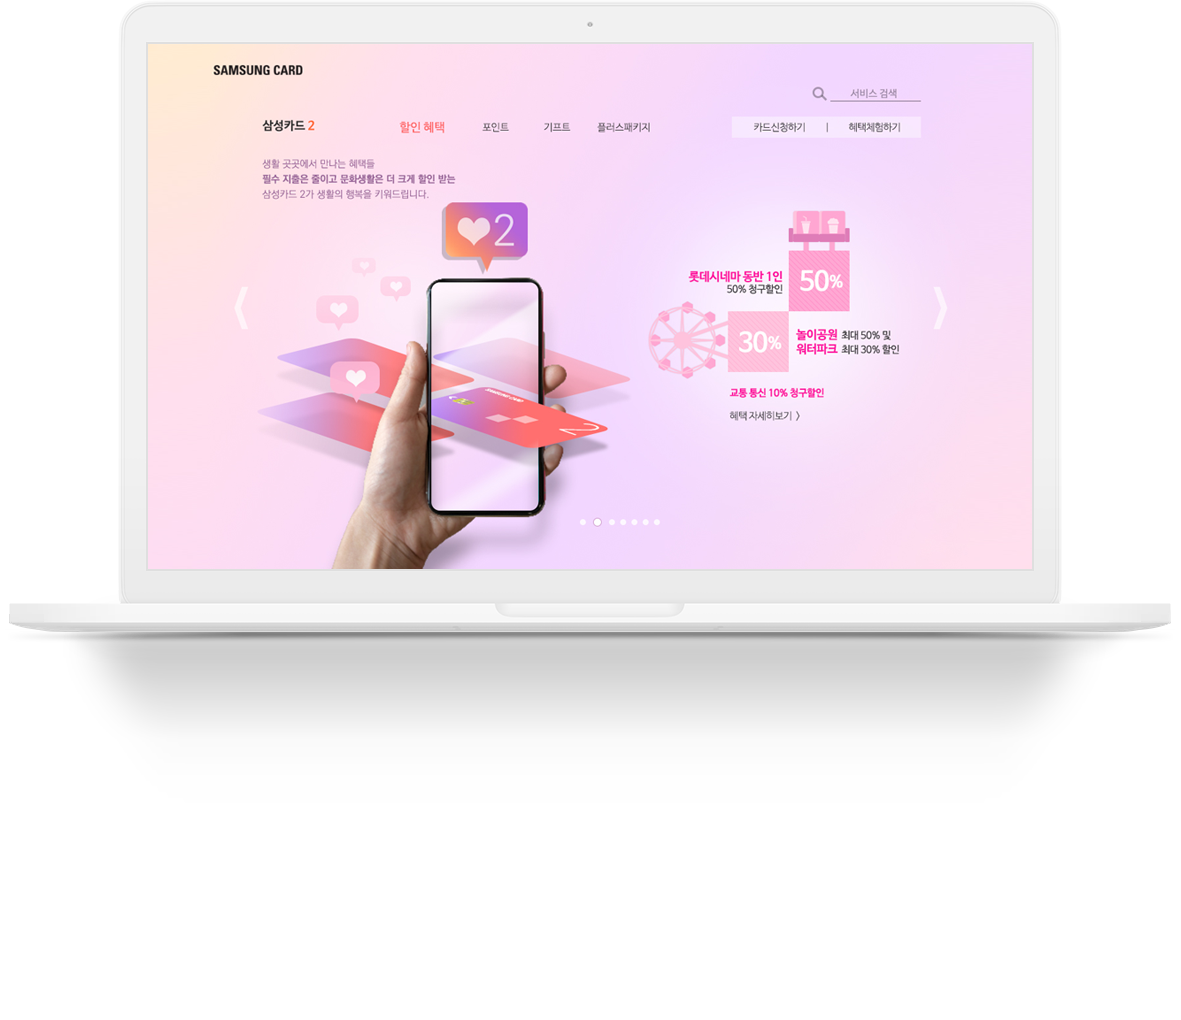 SAMSUNG CARD
서비스 검색
삼성카드 2
할인 혜택
포인트
기프트
플러스패키지
카드신청하기 | 혜택체험하기
생활 곳곳에서 만나는 혜택들
필수 지출은 줄이고 문화생활은 더 크게 할인 받는
삼성카드 2가 생활의 행복을 키워드립니다.
2
롯데시네마 동반 1인
50% 청구할인
50%
30%
놀이공원 최대 50% 및
워터파크 최대 30% 할인
SAMSUNG CARD
2
교통 통신 10% 청구할인
혜택 자세히보기 〉